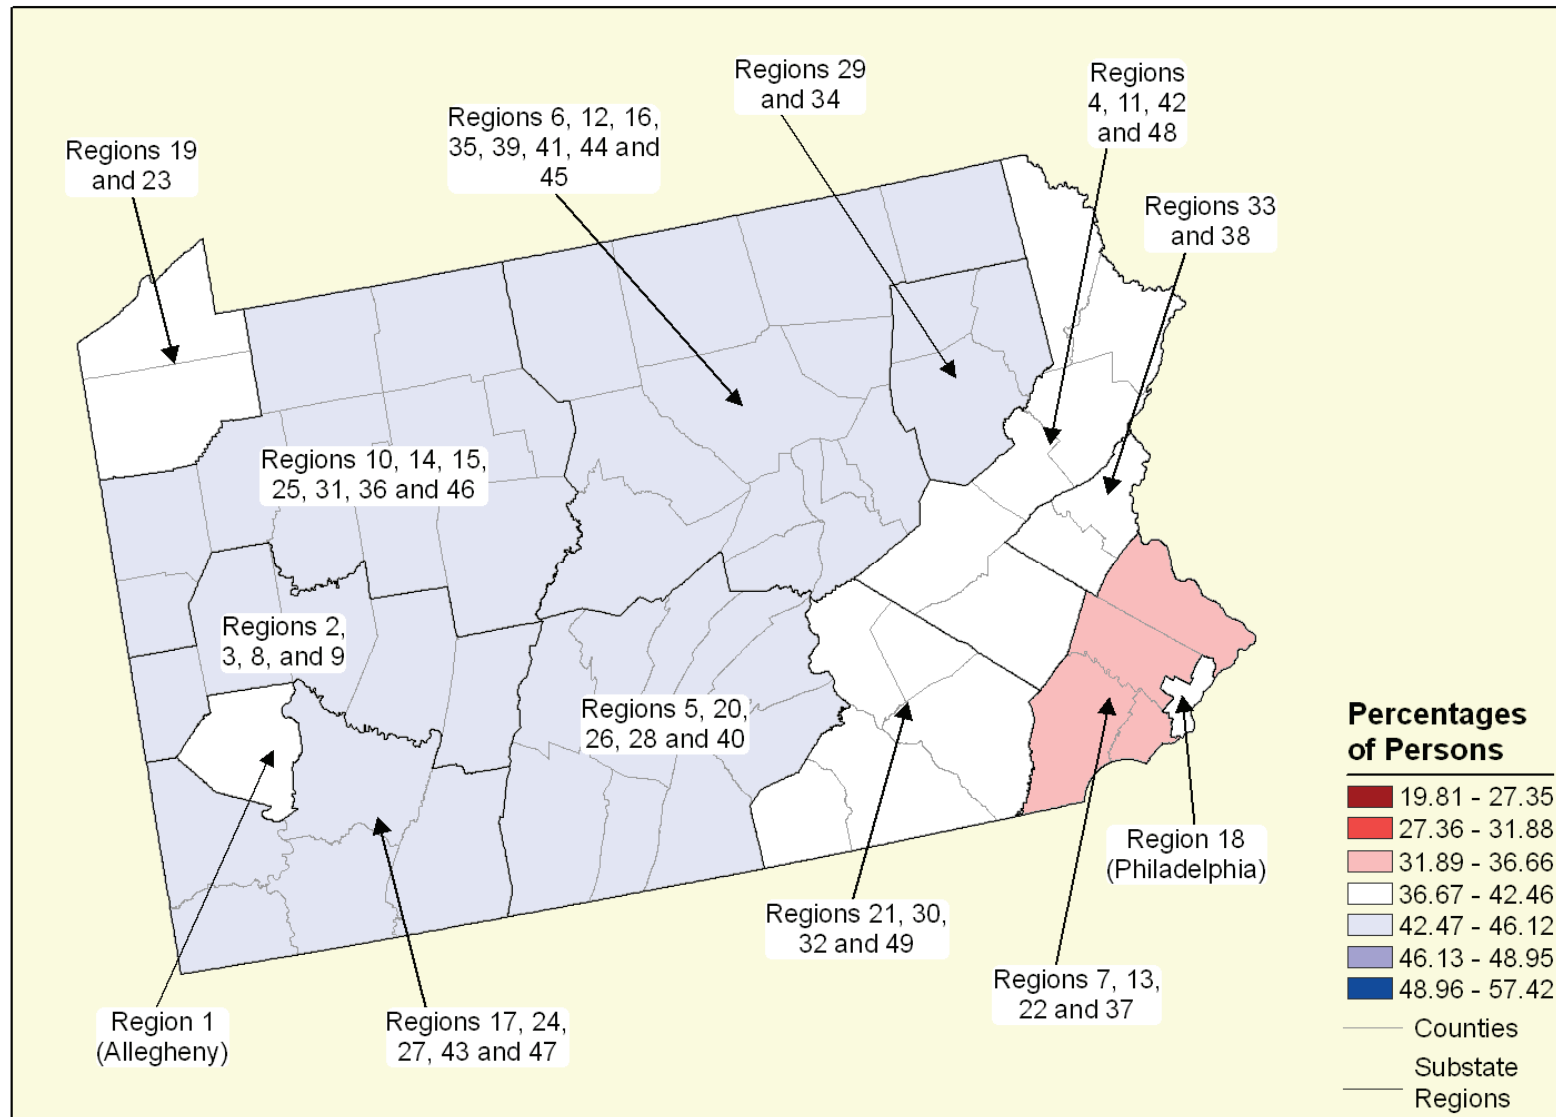 Regions 29
and 34
Regions
4, 11, 42
and 48
Regions 6, 12, 16,
35, 39, 41, 44 and
45
Regions 19
and 23
Regions 33
and 38
Regions 10, 14, 15,
25, 31, 36 and 46
Regions 2,
3, 8, and 9
Regions 5, 20,
26, 28 and 40
Region 18
(Philadelphia)
Regions 21, 30,
32 and 49
Regions 7, 13,
22 and 37
Region 1
(Allegheny)
Regions 17, 24,
27, 43 and 47
Percentages
of Persons
19.81 - 27.35
27.36 - 31.88
31.89 - 36.66
36.67 - 42.46
42.47 - 46.12
46.13 - 48.95
48.96 - 57.42
Counties
Substate
Regions